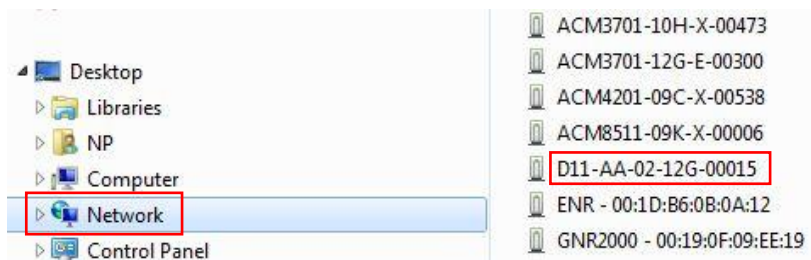 Desktop
Libraries
NP
Computer
Network
Control Panel
ACM3701-10H-X-00473
ACM3701-12G-E-00300
ACM4201-09C-X-00538
ACM8511-09K-X-00006
D11-AA-02-12G-00015
ENR - 00:1D:B6:0B:0A:12
GNR2000 - 00:19:0F:09:EE:19